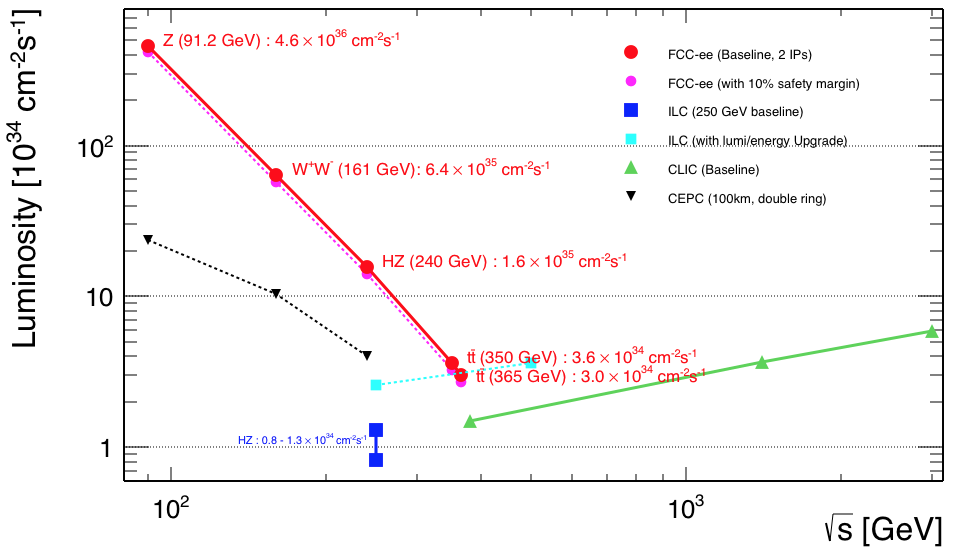 Luminosity [10³⁴ cm⁻²s⁻¹]
Z (91.2 GeV) : 4.6 × 10³⁶ cm⁻²s⁻¹
FCC-ee (Baseline, 2 IPs)
FCC-ee (with 10% safety margin)
ILC (250 GeV baseline)
ILC (with lumi/energy Upgrade)
CLIC (Baseline)
CEPC (100km, double ring)
10²
W⁺W⁻ (161 GeV): 6.4 × 10³⁵ cm⁻²s⁻¹
HZ (240 GeV) : 1.6 × 10³⁵ cm⁻²s⁻¹
10
tt̄ (350 GeV) : 3.6 × 10³⁴ cm⁻²s⁻¹
tt̄ (365 GeV) : 3.0 × 10³⁴ cm⁻²s⁻¹
HZ : 0.8 - 1.3 × 10³⁴ cm⁻²s⁻¹
1
10²
10³
√s [GeV]